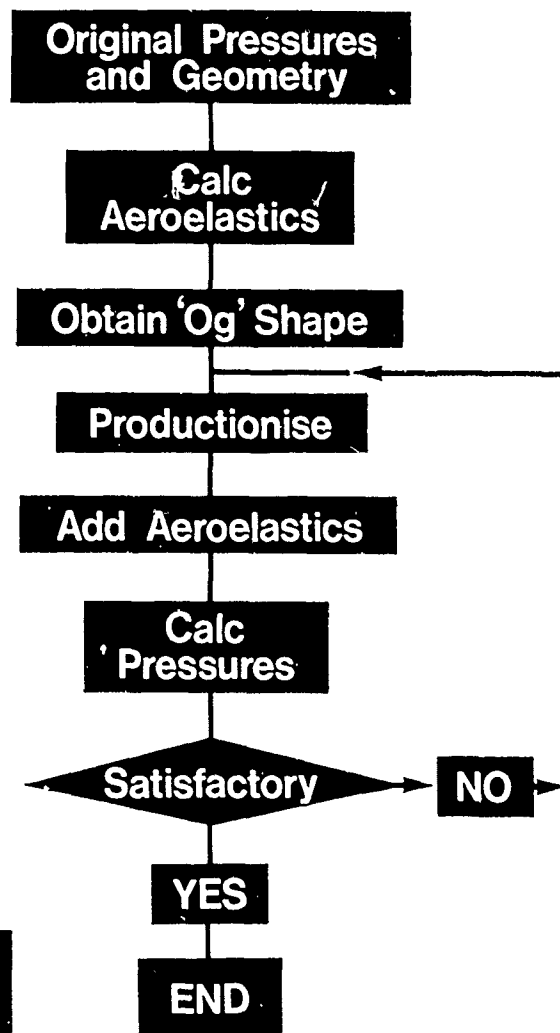 Original Pressures
and Geometry
Calc
Aeroelastics
Obtain 'Og' Shape
Productionise
Add Aeroelastics
Calc
Pressures
Satisfactory
NO
YES
END